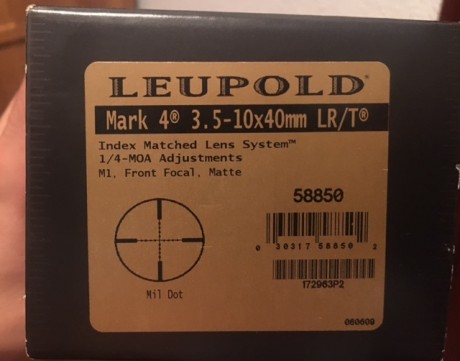 LEUPOLD®
Mark 4® 3.5-10x40mm LR/T®
Index Matched Lens System™
1/4-MOA Adjustments
M1, Front Focal, Matte
58850
0 30317 58850 2
172963P2
Mil Dot
060609